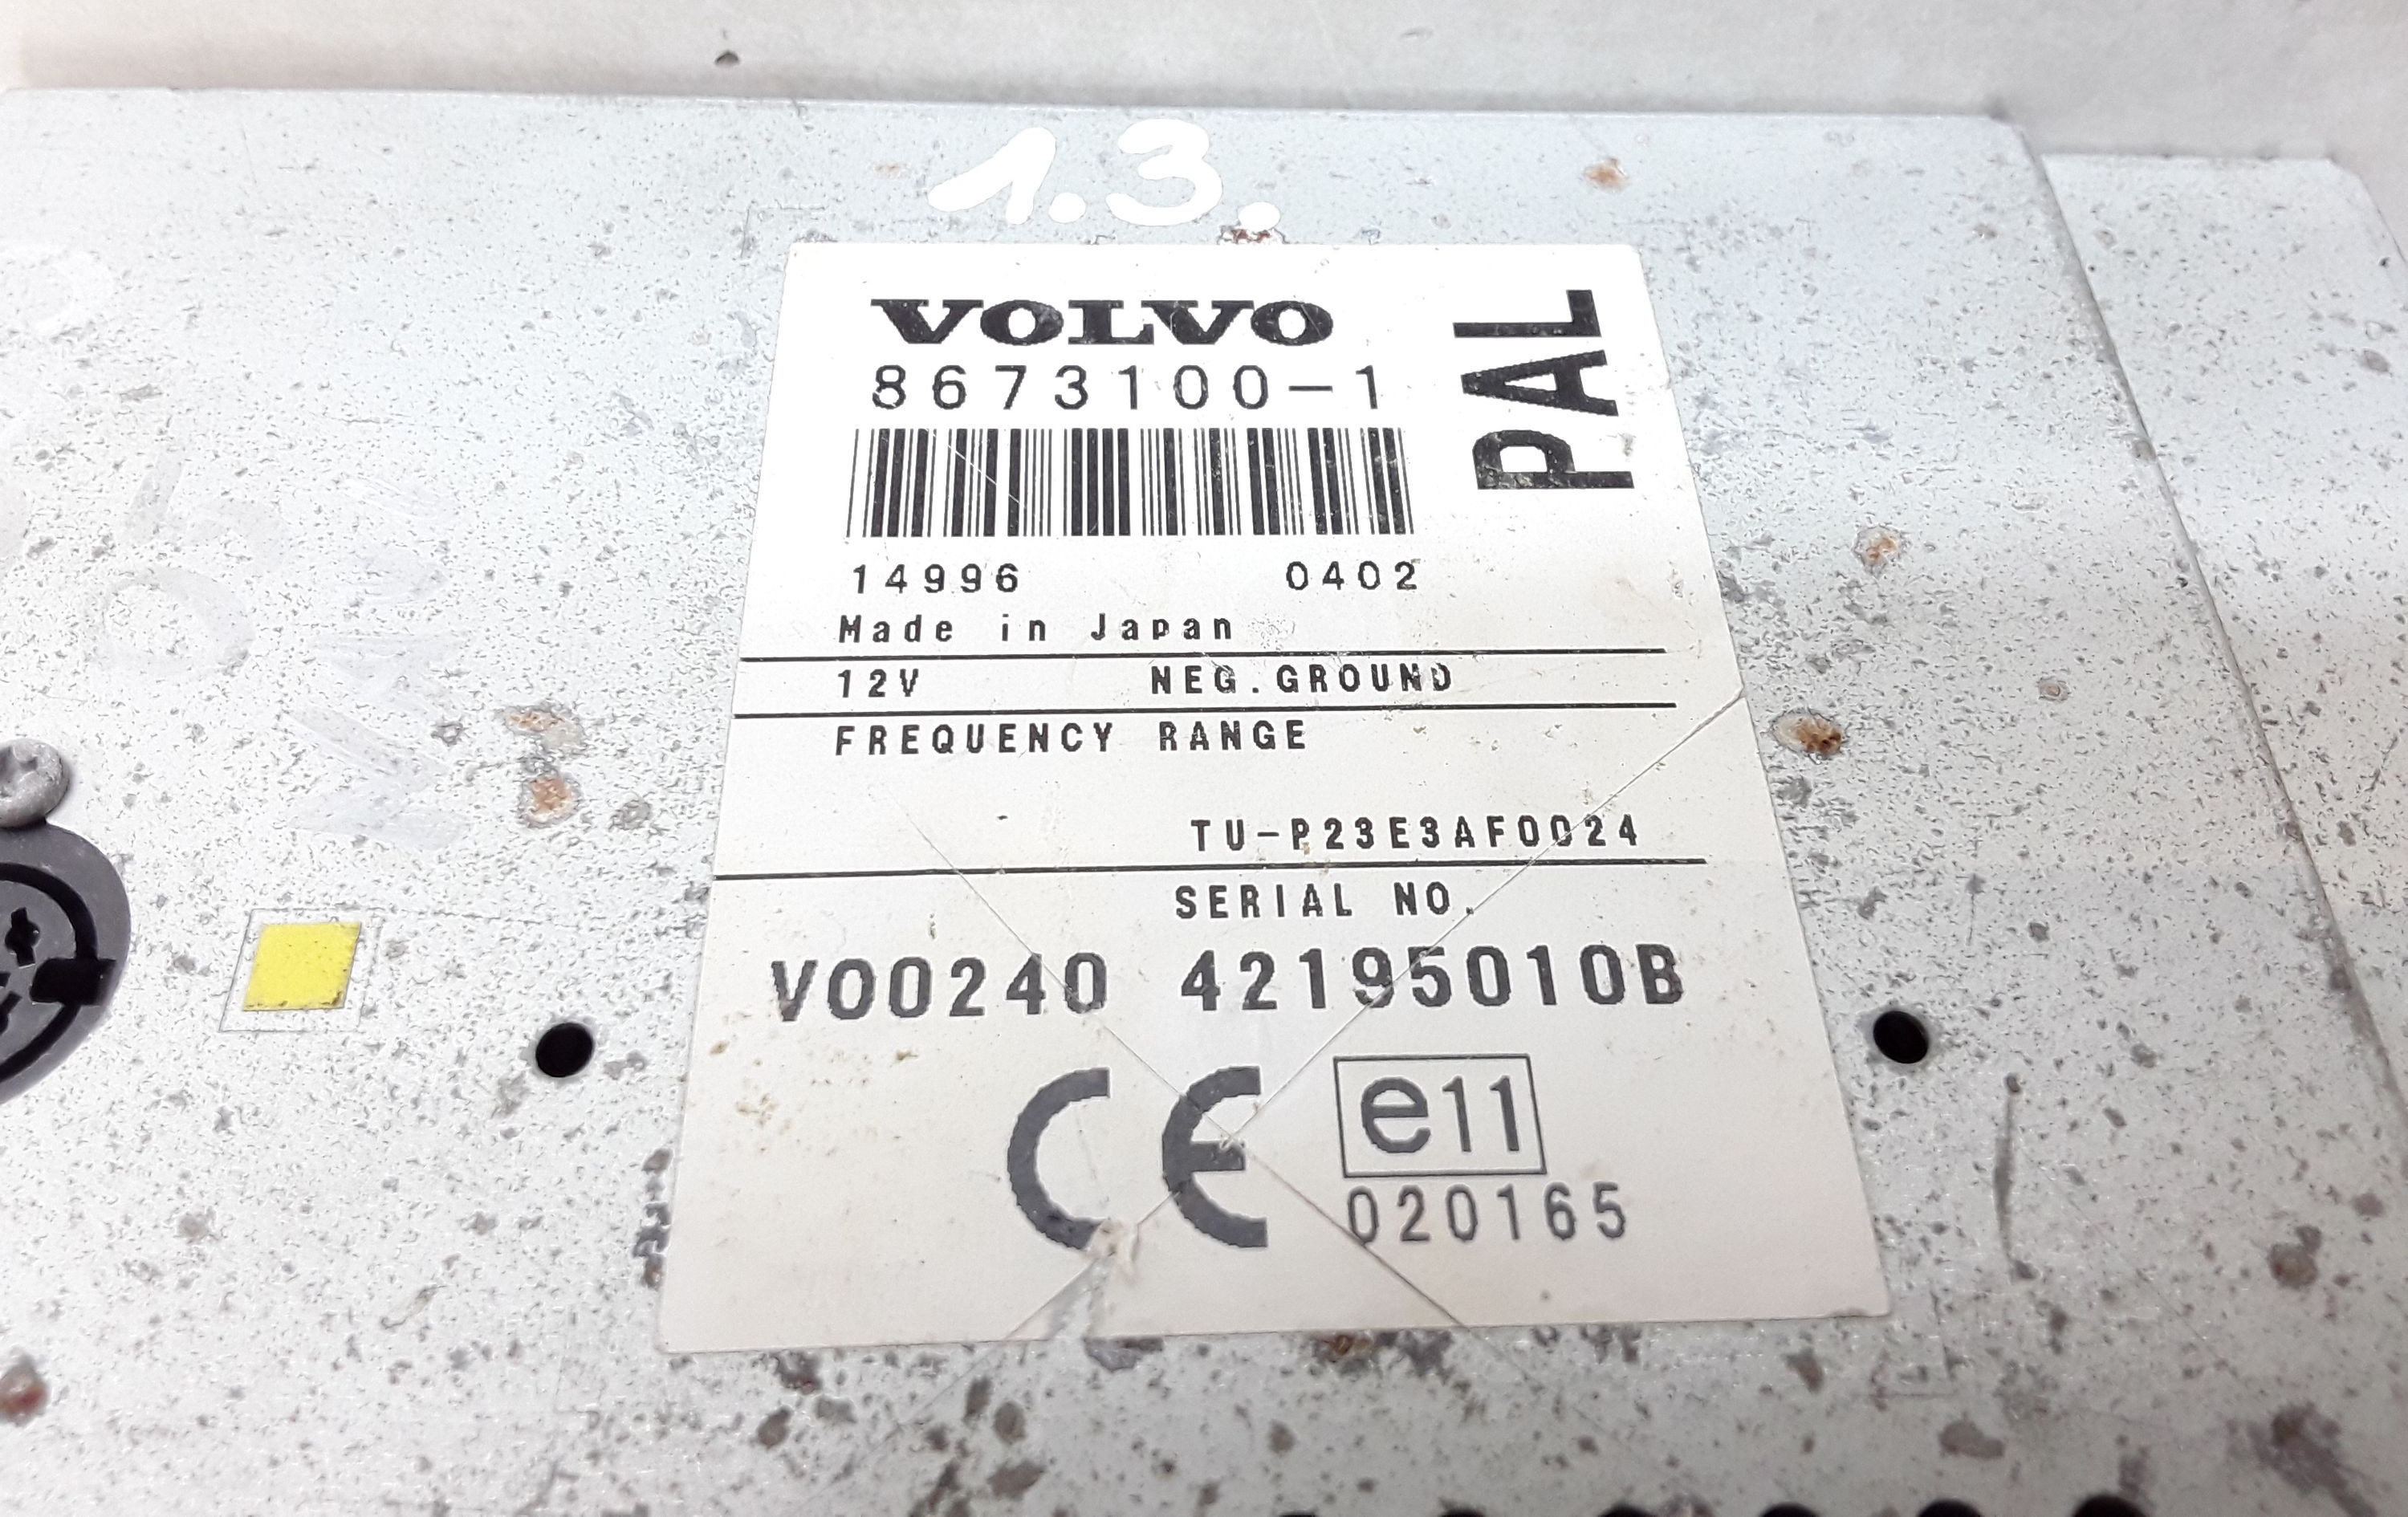 1.3.
VOLVO
8673100-1
PAL
14996 0402
Made in Japan
12V NEG.GROUND
FREQUENCY RANGE
TU-P23E3AF0024
SERIAL NO.
V00240 42195010B
CE e11
020165